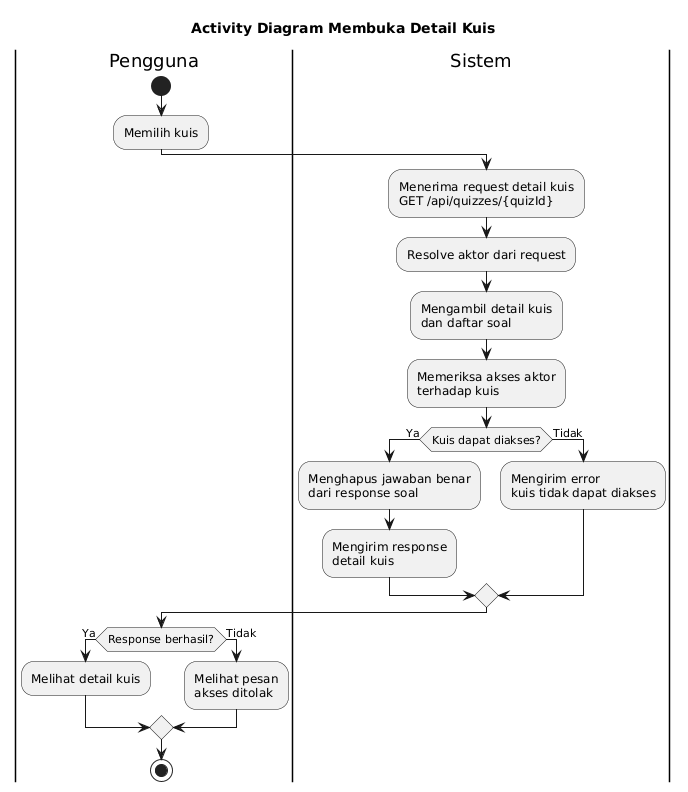 Activity Diagram Membuka Detail Kuis
Pengguna
Sistem
Memilih kuis
Menerima request detail kuis
GET /api/quizzes/{quizId}
Resolve aktor dari request
Mengambil detail kuis
dan daftar soal
Memeriksa akses aktor
terhadap kuis
Ya
Kuis dapat diakses?
Tidak
Menghapus jawaban benar
dari response soal
Mengirim error
kuis tidak dapat diakses
Mengirim response
detail kuis
Ya
Response berhasil?
Tidak
Melihat detail kuis
Melihat pesan
akses ditolak